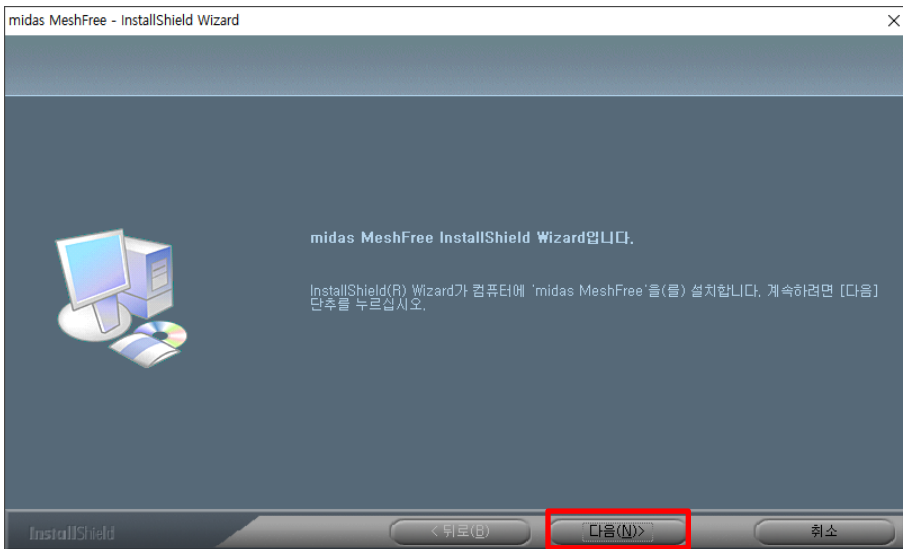 midas MeshFree - InstallShield Wizard
midas MeshFree InstallShield Wizard입니다.
InstallShield(R) Wizard가 컴퓨터에 'midas MeshFree'을(를) 설치합니다. 계속하려면 [다음]
단추를 누르십시오.
InstallShield
< 뒤로(B)
다음(N)>
취소